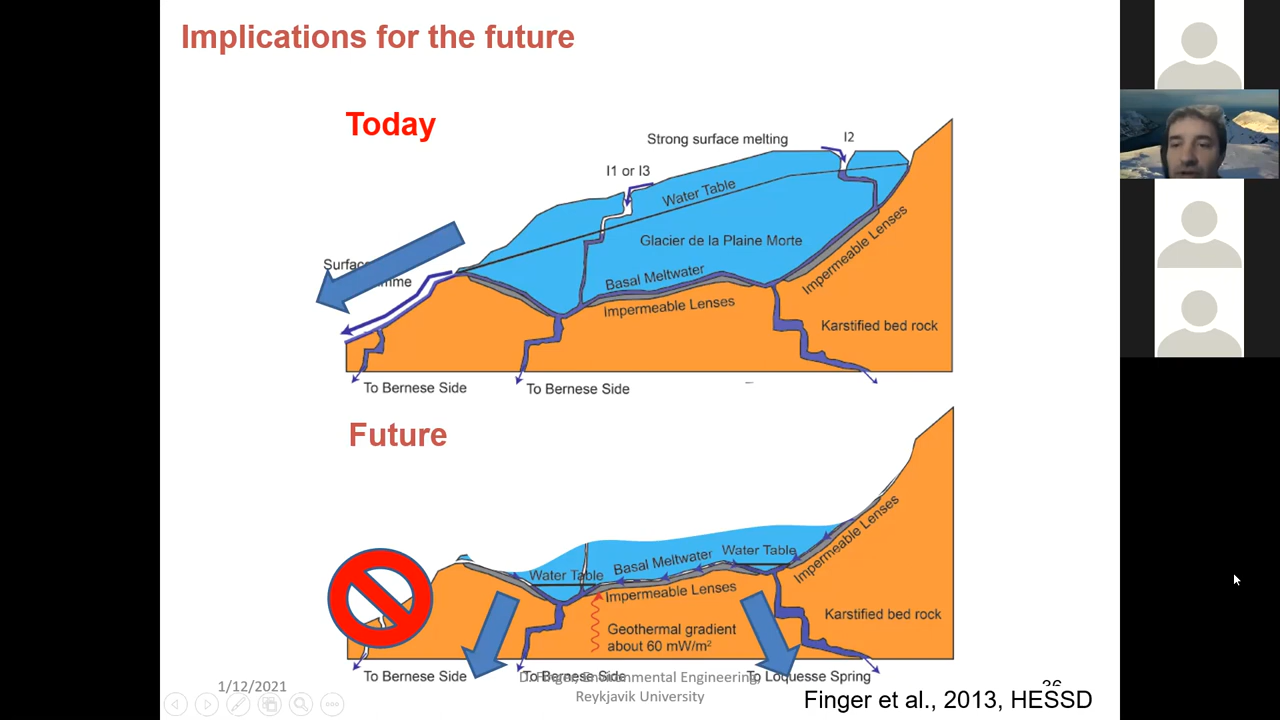 Implications for the future
Today
Strong surface melting
I2
I1 or I3
Water Table
Glacier de la Plaine Morte
Basal Meltwater
Impermeable Lenses
Impermeable Lenses
Karstified bed rock
To Bernese Side
To Bernese Side
Future
Water Table
Basal Meltwater
Water Table
Impermeable Lenses
Impermeable Lenses
Karstified bed rock
Geothermal gradient
about 60 mW/m²
To Bernese Side
To Bernese Side
To Loquesse Spring
1/12/2021
Environmental Engineering,
Reykjavik University
36
Finger et al., 2013, HESSD